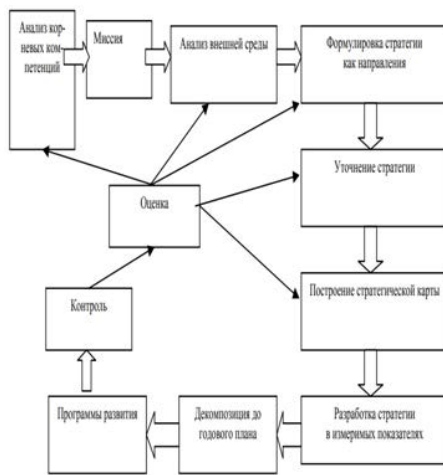 Анализ кор-
невых ком-
петенций
Миссия
Анализ внешней среды
Формулировка стратегии
как направления
Уточнение стратегии
Оценка
Построение стратегической карты
Контроль
Программы развития
Декомпозиция до
годового плана
Разработка стратегии
в измеримых показателях